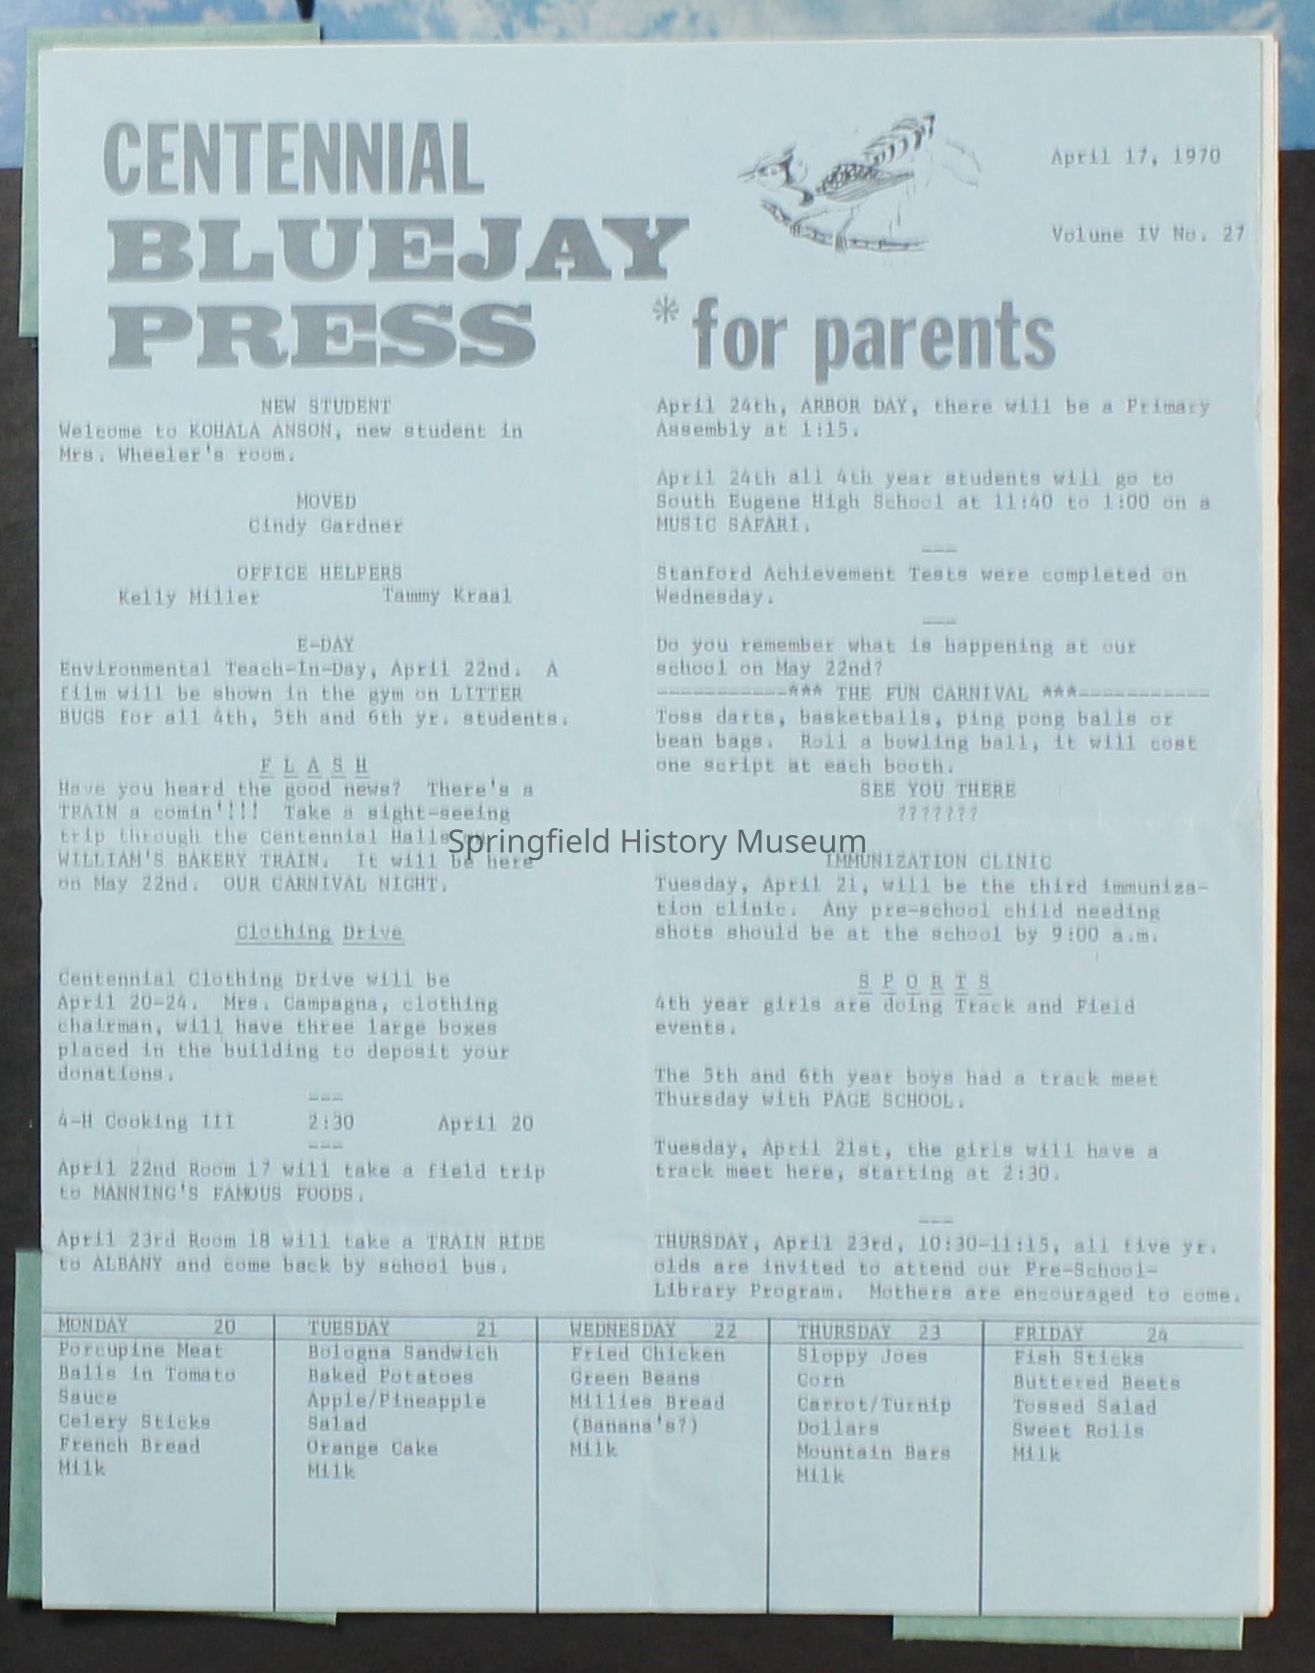 CENTENNIAL
BLUEJAY
PRESS
* for parents
April 17, 1970
Volune IV No. 27
NEW STUDENT
Welcome to KOHALA ANSON, new student in
Mrs. Wheeler's room.
MOVED
Cindy Gardner
OFFICE HELPERS
Kelly Miller Tammy Kraal
E-DAY
Environmental Teach-In-Day, April 22nd. A
film will be shown in the gym on LITTER
BUGS for all 4th, 5th and 6th yr. students.
F L A S H
Have you heard the good news? There's a
TRAIN a comin'!!! Take a sight-seeing
trip through the Centennial Halls
WILLIAM'S BAKERY TRAIN. It will be here
on May 22nd. OUR CARNIVAL NIGHT.
Clothing Drive
Centennial Clothing Drive will be
April 20-24. Mrs. Campagna, clothing
chairman, will have three large boxes
placed in the building to deposit your
donations.
---
4-H Cooking III 2:30 April 20
---
April 22nd Room 17 will take a field trip
to MANNING'S FAMOUS FOODS.
April 23rd Room 18 will take a TRAIN RIDE
to ALBANY and come back by school bus.
April 24th, ARBOR DAY, there will be a Primary
Assembly at 1:15.
April 24th all 4th year students will go to
South Eugene High School at 11:40 to 1:00 on a
MUSIC SAFARI.
---
Stanford Achievement Tests were completed on
Wednesday.
---
Do you remember what is happening at our
school on May 22nd?
-----------*** THE FUN CARNIVAL ***-----------
Toss darts, basketballs, ping pong balls or
bean bags. Roll a bowling ball, it will cost
one script at each booth.
SEE YOU THERE
???????
Springfield History Museum
IMMUNIZATION CLINIC
Tuesday, April 21, will be the third immuniza-
tion clinic. Any pre-school child needing
shots should be at the school by 9:00 a.m.
S P O R T S
4th year girls are doing Track and Field
events.
The 5th and 6th year boys had a track meet
Thursday with PAGE SCHOOL.
Tuesday, April 21st, the girls will have a
track meet here, starting at 2:30.
---
THURSDAY, April 23rd, 10:30-11:15, all five yr.
olds are invited to attend our Pre-School-
Library Program. Mothers are encouraged to come.
MONDAY 20
Porcupine Meat
Balls in Tomato
Sauce
Celery Sticks
French Bread
Milk
TUESDAY 21
Bologna Sandwich
Baked Potatoes
Apple/Pineapple
Salad
Orange Cake
Milk
WEDNESDAY 22
Fried Chicken
Green Beans
Millies Bread
(Banana's?)
Milk
THURSDAY 23
Sloppy Joes
Corn
Carrot/Turnip
Dollars
Mountain Bars
Milk
FRIDAY 24
Fish Sticks
Buttered Beets
Tossed Salad
Sweet Rolls
Milk